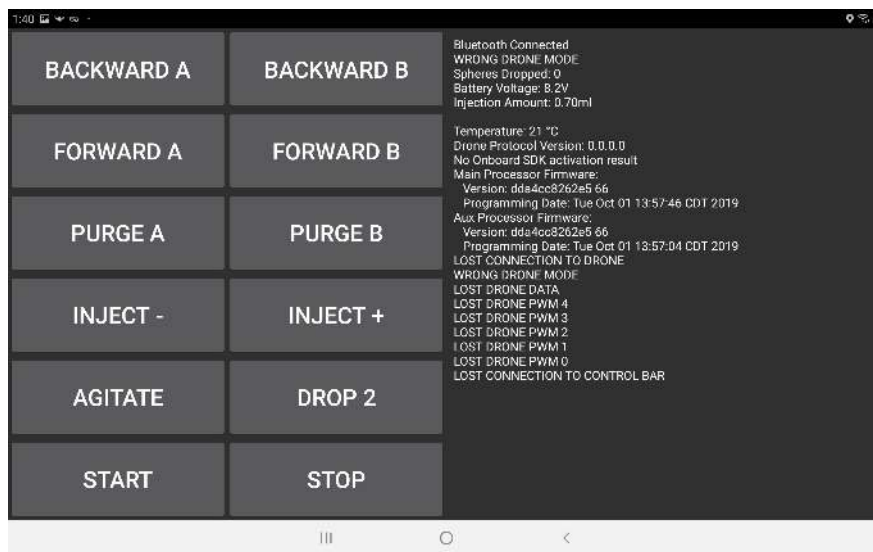 1:40
BACKWARD A
BACKWARD B
FORWARD A
FORWARD B
PURGE A
PURGE B
INJECT -
INJECT +
AGITATE
DROP 2
START
STOP
Bluetooth Connected
WRONG DRONE MODE
Spheres Dropped: 0
Battery Voltage: 8.2V
Injection Amount: 0.70ml
Temperature: 21 °C
Drone Protocol Version: 0.0.0.0
No Onboard SDK activation result
Main Processor Firmware:
Version: dda4cc8262e5 66
Programming Date: Tue Oct 01 13:57:46 CDT 2019
Aux Processor Firmware:
Version: dda4cc8262e5 66
Programming Date: Tue Oct 01 13:57:04 CDT 2019
LOST CONNECTION TO DRONE
WRONG DRONE MODE
LOST DRONE DATA
LOST DRONE PWM 4
LOST DRONE PWM 3
LOST DRONE PWM 2
LOST DRONE PWM 1
LOST DRONE PWM 0
LOST CONNECTION TO CONTROL BAR